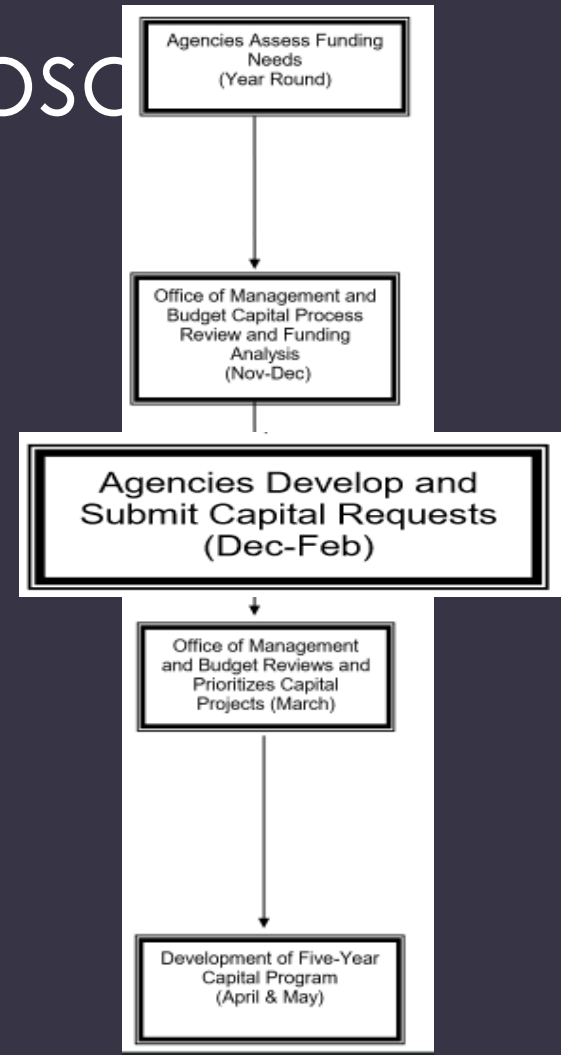 Agencies Assess Funding
Needs
(Year Round)
Office of Management and
Budget Capital Process
Review and Funding
Analysis
(Nov-Dec)
Agencies Develop and
Submit Capital Requests
(Dec-Feb)
Office of Management
and Budget Reviews and
Prioritizes Capital
Projects (March)
Development of Five-Year
Capital Program
(April & May)